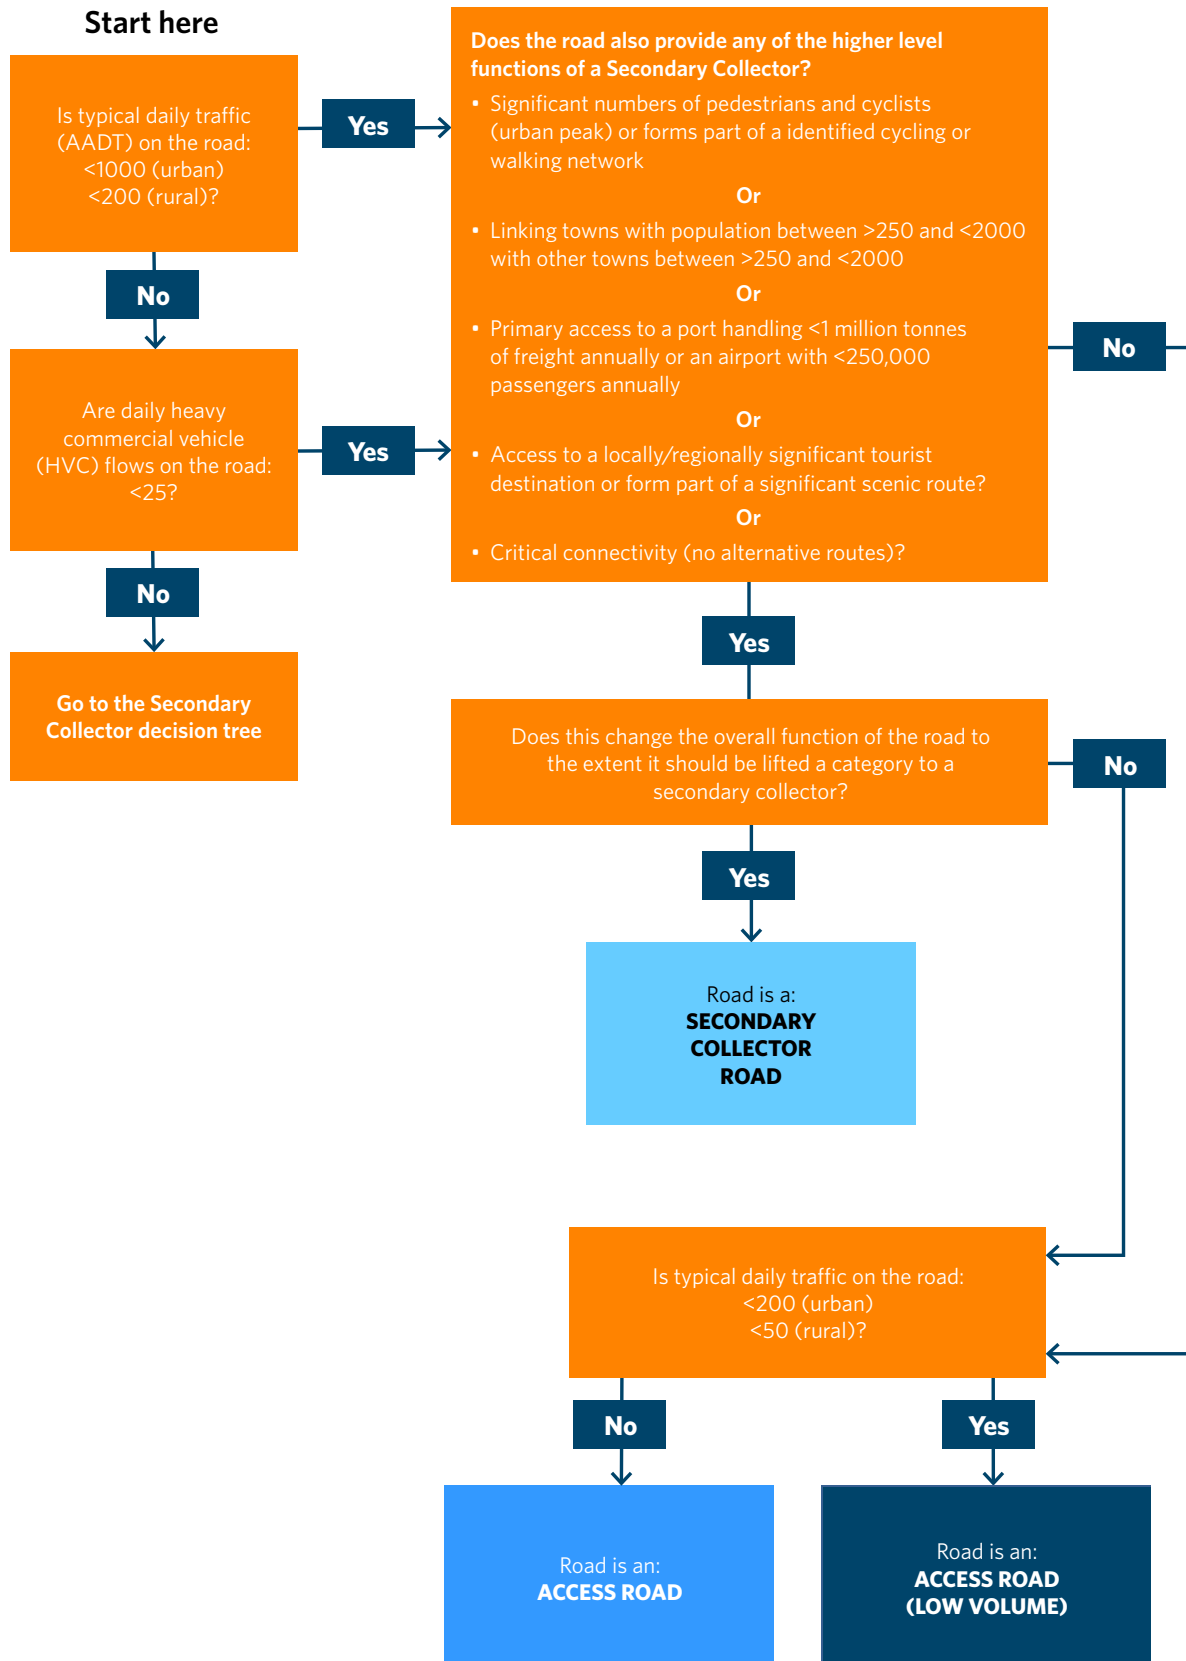 Start here
Is typical daily traffic
(AADT) on the road:
<1000 (urban)
<200 (rural)?
Yes
No
Are daily heavy
commercial vehicle
(HVC) flows on the road:
<25?
Yes
No
Go to the Secondary
Collector decision tree
Does the road also provide any of the higher level
functions of a Secondary Collector?
• Significant numbers of pedestrians and cyclists
(urban peak) or forms part of a identified cycling or
walking network
Or
• Linking towns with population between >250 and <2000
with other towns between >250 and <2000
Or
• Primary access to a port handling <1 million tonnes
of freight annually or an airport with <250,000
passengers annually
Or
• Access to a locally/regionally significant tourist
destination or form part of a significant scenic route?
Or
• Critical connectivity (no alternative routes)?
No
Yes
Does this change the overall function of the road to
the extent it should be lifted a category to a
secondary collector?
No
Yes
Road is a:
SECONDARY
COLLECTOR
ROAD
Is typical daily traffic on the road:
<200 (urban)
<50 (rural)?
No
Yes
Road is an:
ACCESS ROAD
Road is an:
ACCESS ROAD
(LOW VOLUME)